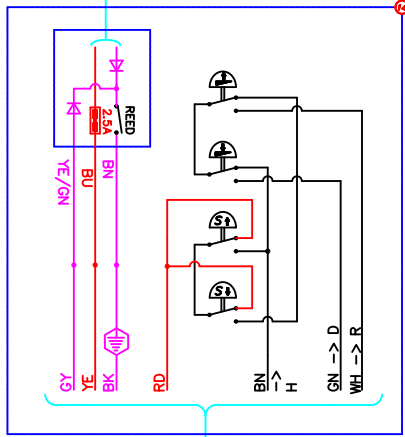 REED
2.5A
YE/GN
BU
BN
S
S
GY
YE
BK
RD
BN
->
H
GN -> D
WH -> R